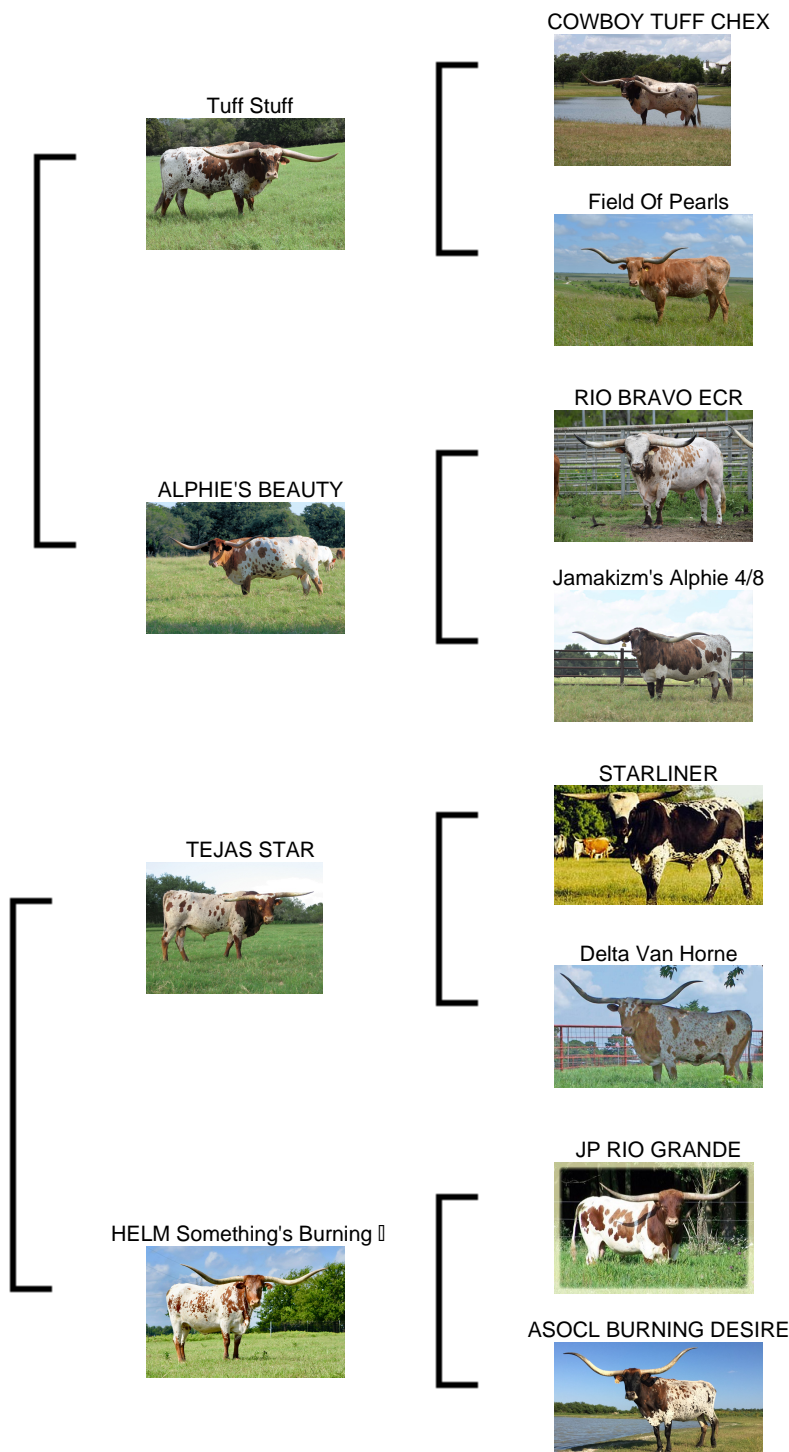 COWBOY TUFF CHEX
Tuff Stuff
Field Of Pearls
RIO BRAVO ECR
ALPHIE'S BEAUTY
Jamakizm's Alphie 4/8
STARLINER
TEJAS STAR
Delta Van Horne
JP RIO GRANDE
HELM Something's Burning
ASOCL BURNING DESIRE